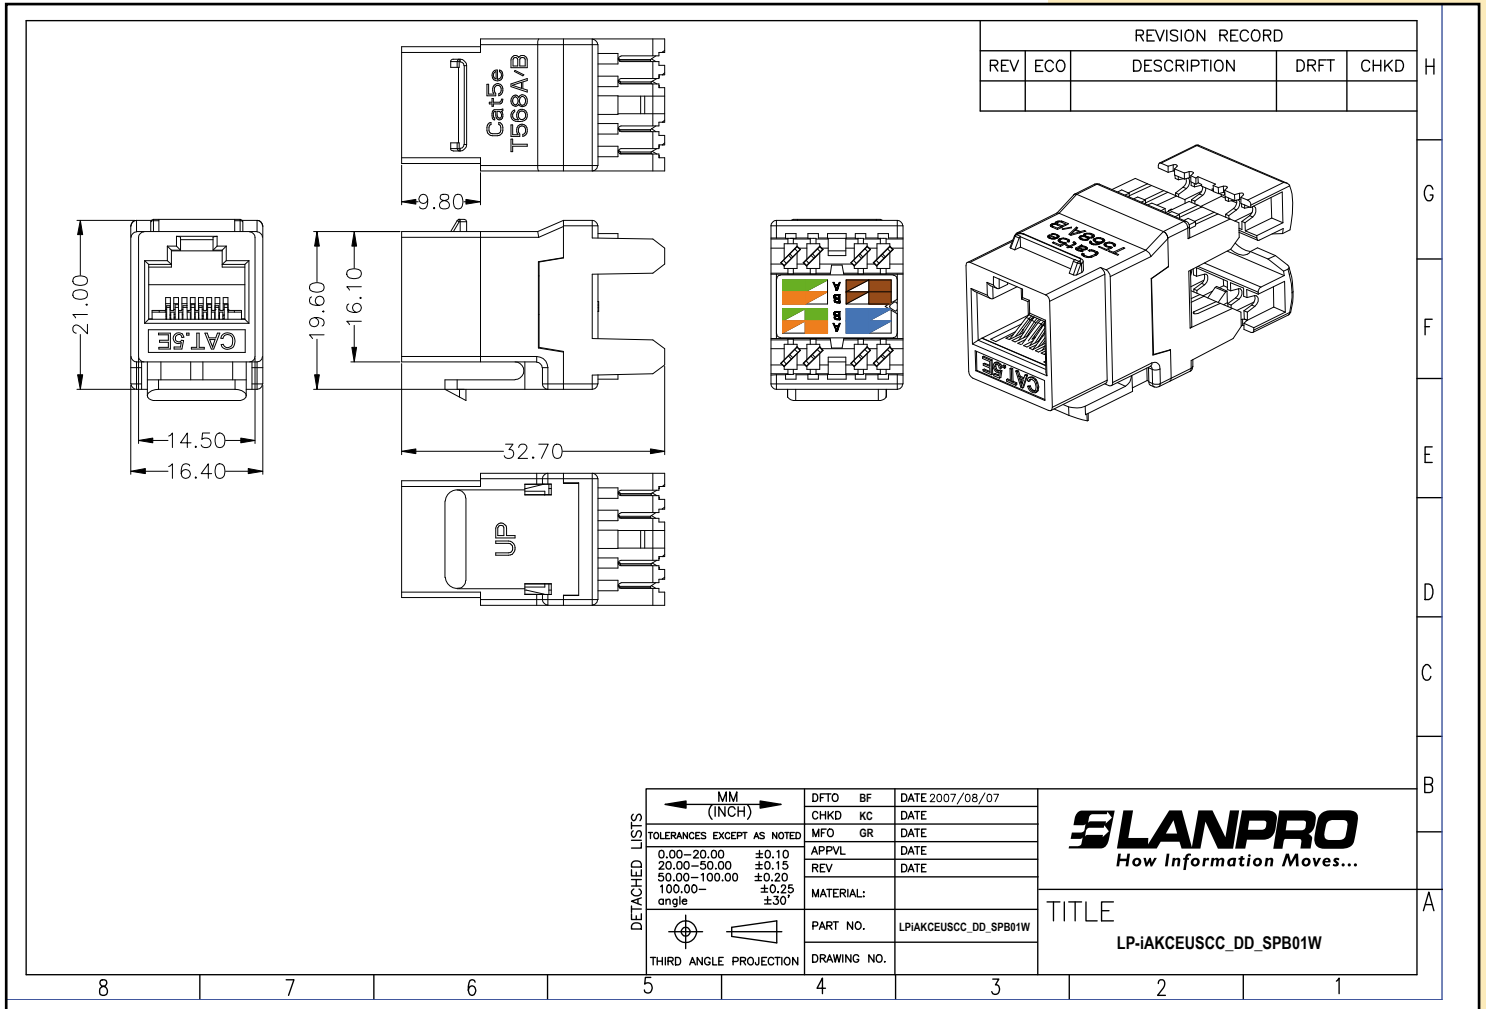 REVISION RECORD
REV ECO DESCRIPTION DRFT CHKD
H
G
F
E
D
C
B
A
Cat5e
T568A/B
9.80
21.00
CAT.5E
14.50
16.40
19.60
16.10
32.70
A B
A B
Cat5e
T568A/B
CAT.5E
UP
DETACHED LISTS
MM
(INCH)
TOLERANCES EXCEPT AS NOTED
0.00-20.00 ±0.10
20.00-50.00 ±0.15
50.00-100.00 ±0.20
100.00- ±0.25
angle ±30'
THIRD ANGLE PROJECTION
DFTO BF DATE 2007/08/07
CHKD KC DATE
MFO GR DATE
APPVL DATE
REV DATE
MATERIAL:
PART NO. LPiAKCEUSCC_DD_SPB01W
DRAWING NO.
LANPRO
How Information Moves...
TITLE
LP-iAKCEUSCC_DD_SPB01W
8 7 6 5 4 3 2 1